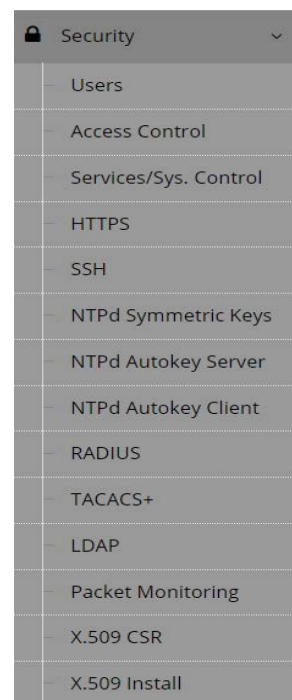 Security
Users
Access Control
Services/Sys. Control
HTTPS
SSH
NTPd Symmetric Keys
NTPd Autokey Server
NTPd Autokey Client
RADIUS
TACACS+
LDAP
Packet Monitoring
X.509 CSR
X.509 Install